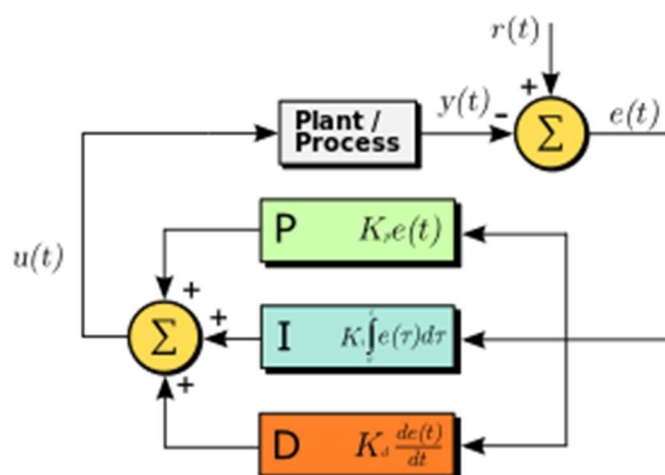 r(t)
+
Plant /
Process
y(t)
-
Σ
e(t)
P K_p e(t)
u(t)
+
Σ
+
I K_i ∫ e(τ)dτ
+
D K_d de(t)/dt